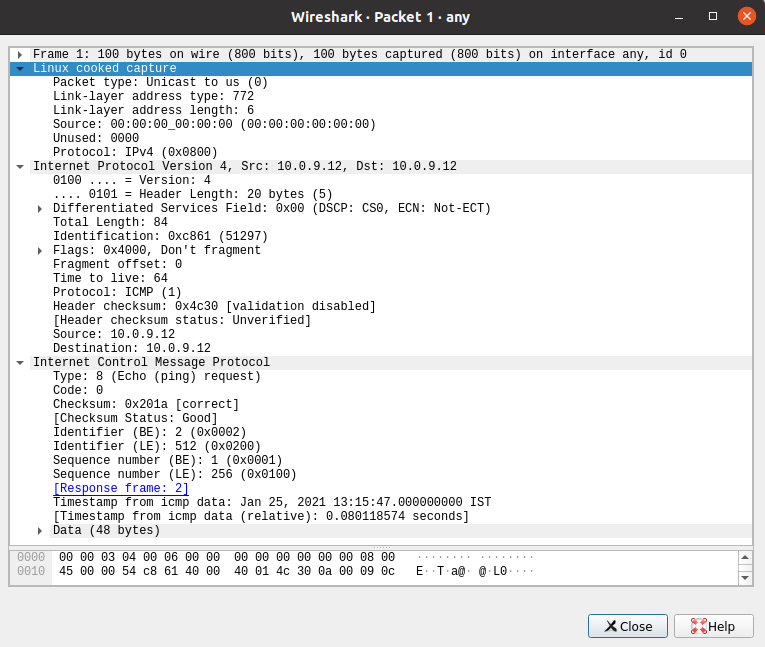 Wireshark · Packet 1 · any
Frame 1: 100 bytes on wire (800 bits), 100 bytes captured (800 bits) on interface any, id 0
Linux cooked capture
Packet type: Unicast to us (0)
Link-layer address type: 772
Link-layer address length: 6
Source: 00:00:00_00:00:00 (00:00:00:00:00:00)
Unused: 0000
Protocol: IPv4 (0x0800)
Internet Protocol Version 4, Src: 10.0.9.12, Dst: 10.0.9.12
0100 .... = Version: 4
.... 0101 = Header Length: 20 bytes (5)
Differentiated Services Field: 0x00 (DSCP: CS0, ECN: Not-ECT)
Total Length: 84
Identification: 0xc861 (51297)
Flags: 0x4000, Don't fragment
Fragment offset: 0
Time to live: 64
Protocol: ICMP (1)
Header checksum: 0x4c30 [validation disabled]
[Header checksum status: Unverified]
Source: 10.0.9.12
Destination: 10.0.9.12
Internet Control Message Protocol
Type: 8 (Echo (ping) request)
Code: 0
Checksum: 0x201a [correct]
[Checksum Status: Good]
Identifier (BE): 2 (0x0002)
Identifier (LE): 512 (0x0200)
Sequence number (BE): 1 (0x0001)
Sequence number (LE): 256 (0x0100)
[Response frame: 2]
Timestamp from icmp data: Jan 25, 2021 13:15:47.000000000 IST
[Timestamp from icmp data (relative): 0.080118574 seconds]
Data (48 bytes)
0000 00 00 03 04 00 06 00 00 00 00 00 00 00 00 08 00 ········ ········
0010 45 00 00 54 c8 61 40 00 40 01 4c 30 0a 00 09 0c E··T·a@· @·L0····
Close
Help